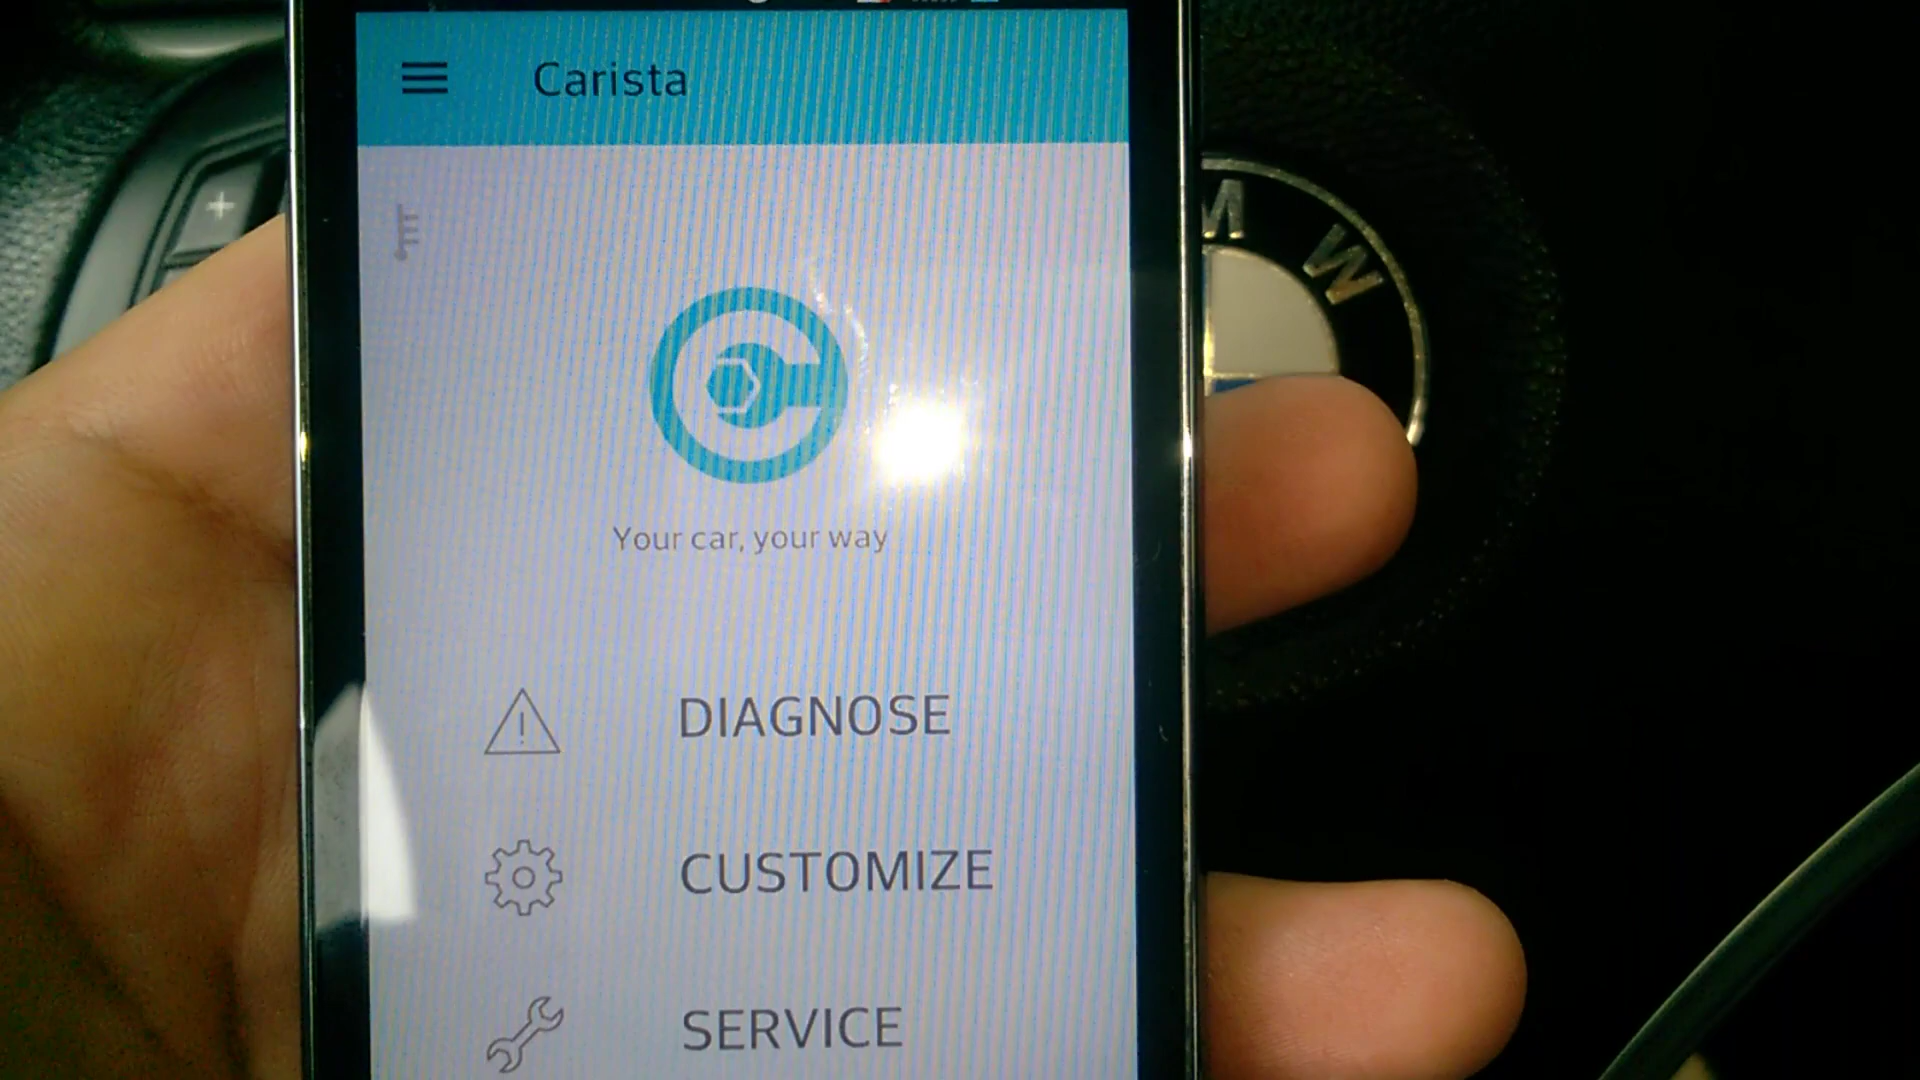 Carista
+
M W
Your car, your way
DIAGNOSE
CUSTOMIZE
SERVICE